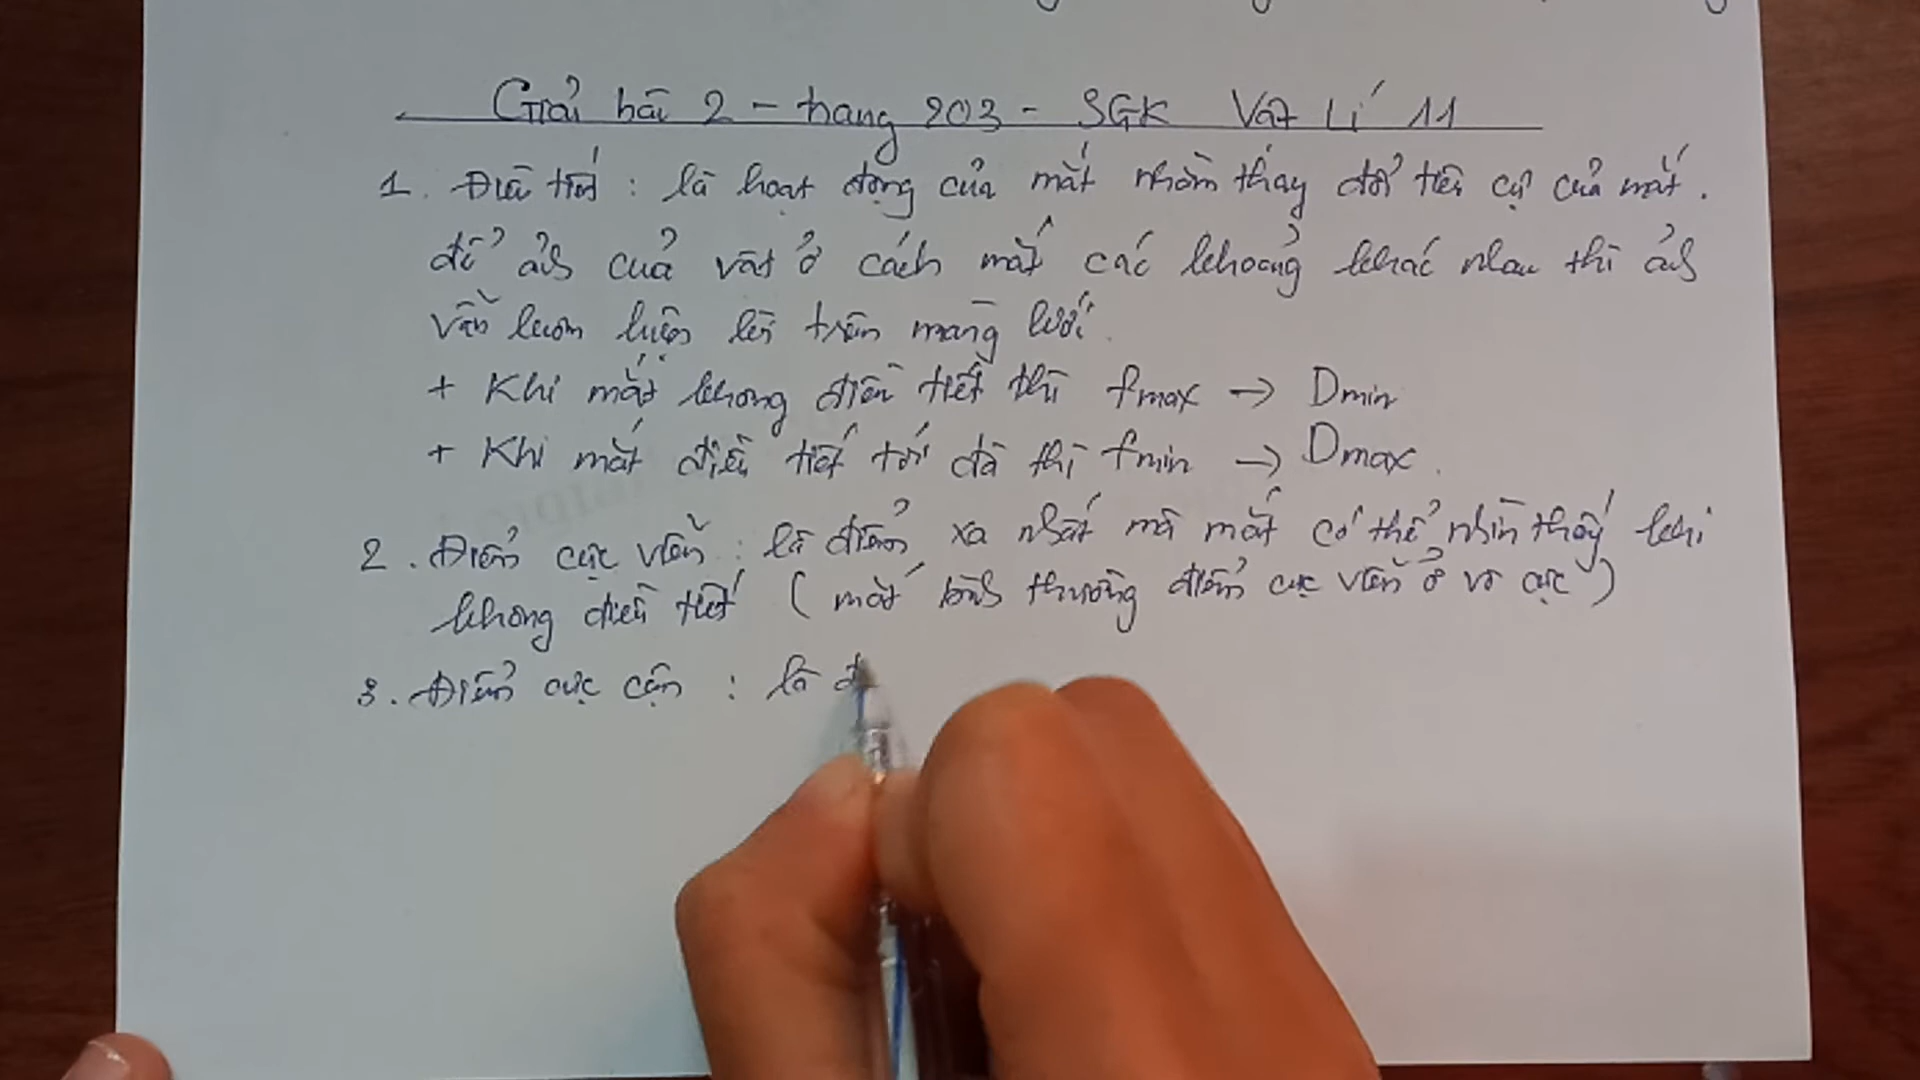 Giải bài 2 - trang 203 - SGK Vật Lí 11
1. Điều tiết : là hoạt động của mắt nhằm thay đổi tiêu cự của mắt.
để ảnh của vật ở cách mắt các khoảng khác nhau thì ảnh
vẫn luôn hiện lên trên màng lưới.
+ Khi mắt không điều tiết thì fmax → Dmin
+ Khi mắt điều tiết tối đa thì fmin → Dmax.
2. Điểm cực viễn : là điểm xa nhất mà mắt có thể nhìn thấy khi
không điều tiết ( mắt bình thường điểm cực viễn ở vô cực )
3. Điểm cực cận : là đ